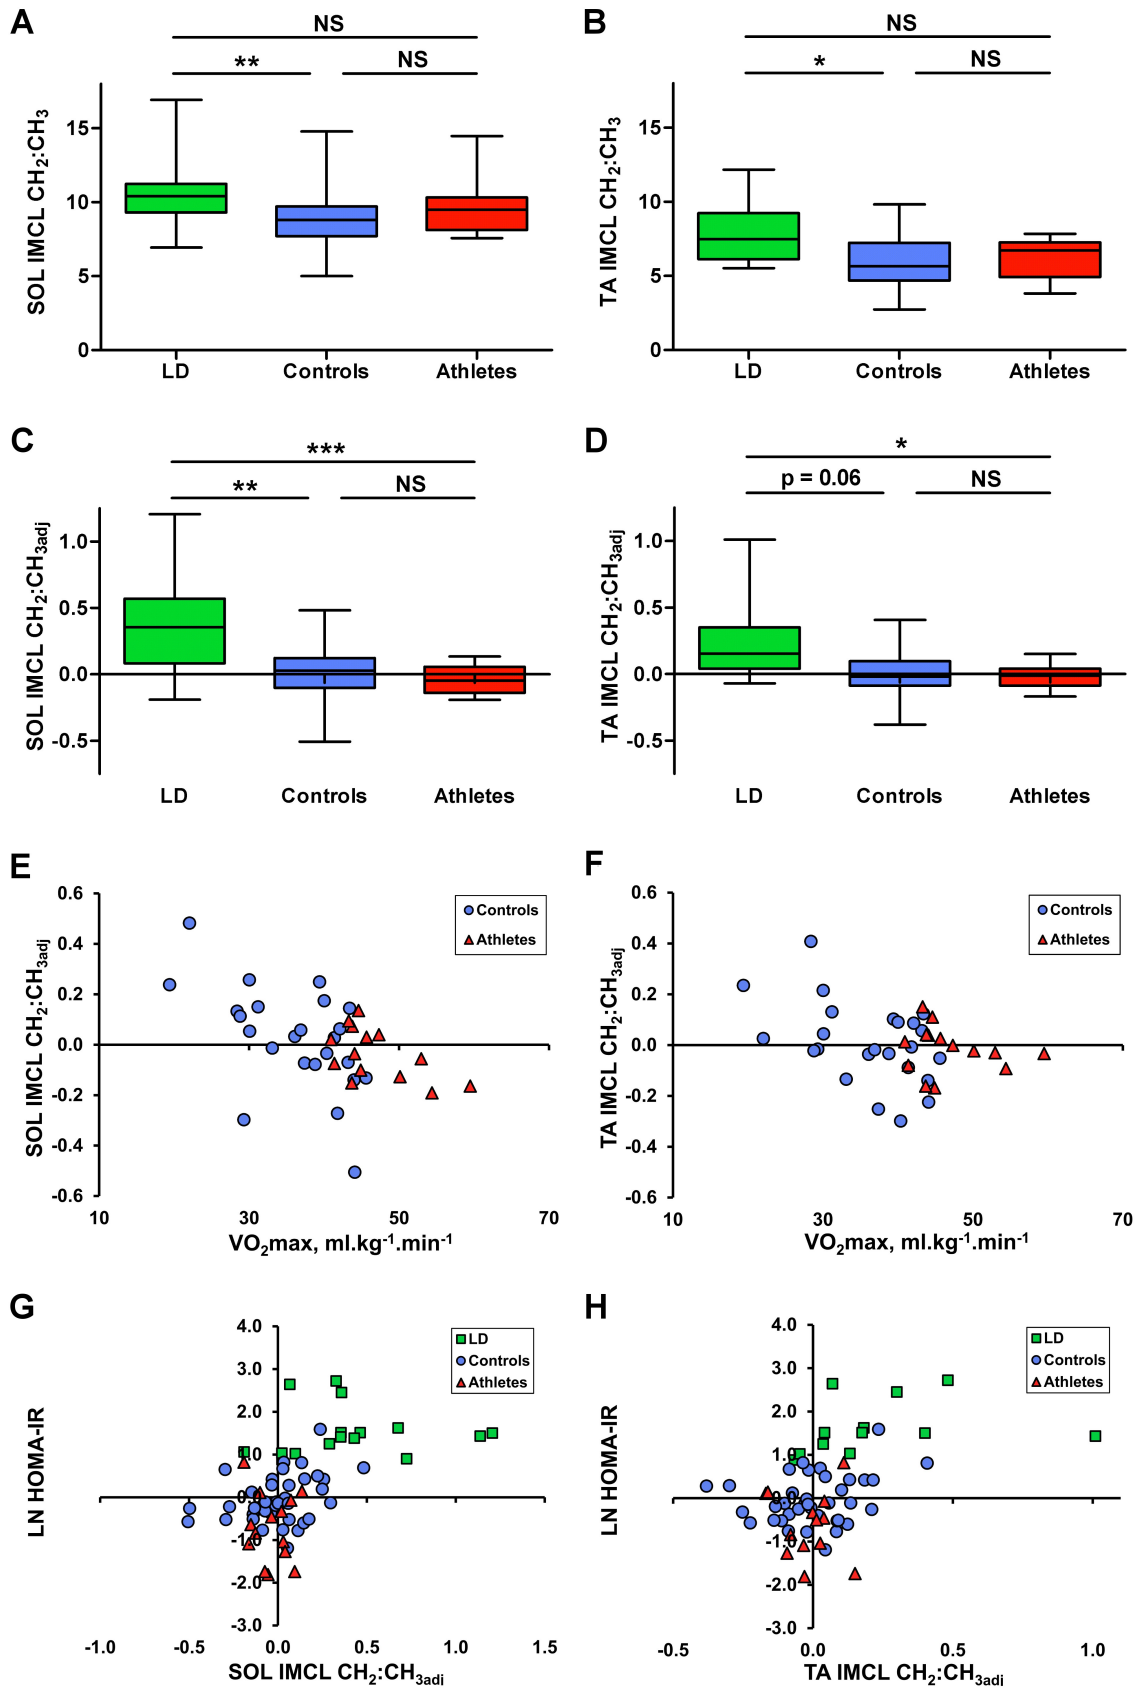 A
NS
**
NS
SOL IMCL CH2:CH3
15
10
5
0
LD Controls Athletes
B
NS
*
NS
TA IMCL CH2:CH3
15
10
5
0
LD Controls Athletes
C
***
**
NS
SOL IMCL CH2:CH3adj
1.0
0.5
0.0
-0.5
LD Controls Athletes
D
*
p = 0.06
NS
TA IMCL CH2:CH3adj
1.0
0.5
0.0
-0.5
LD Controls Athletes
E
SOL IMCL CH2:CH3adj
0.6
0.4
0.2
0.0
-0.2
-0.4
-0.6
Controls
Athletes
10 30 50 70
VO2max, ml.kg-1.min-1
F
TA IMCL CH2:CH3adj
0.6
0.4
0.2
0.0
-0.2
-0.4
-0.6
Controls
Athletes
10 30 50 70
VO2max, ml.kg-1.min-1
G
LN HOMA-IR
4.0
3.0
2.0
1.0
0.0
-1.0
-2.0
-3.0
LD
Controls
Athletes
-1.0 -0.5 0.0 0.5 1.0 1.5
SOL IMCL CH2:CH3adj
H
LN HOMA-IR
4.0
3.0
2.0
1.0
0.0
-1.0
-2.0
-3.0
LD
Controls
Athletes
-0.5 0.0 0.5 1.0
TA IMCL CH2:CH3adj